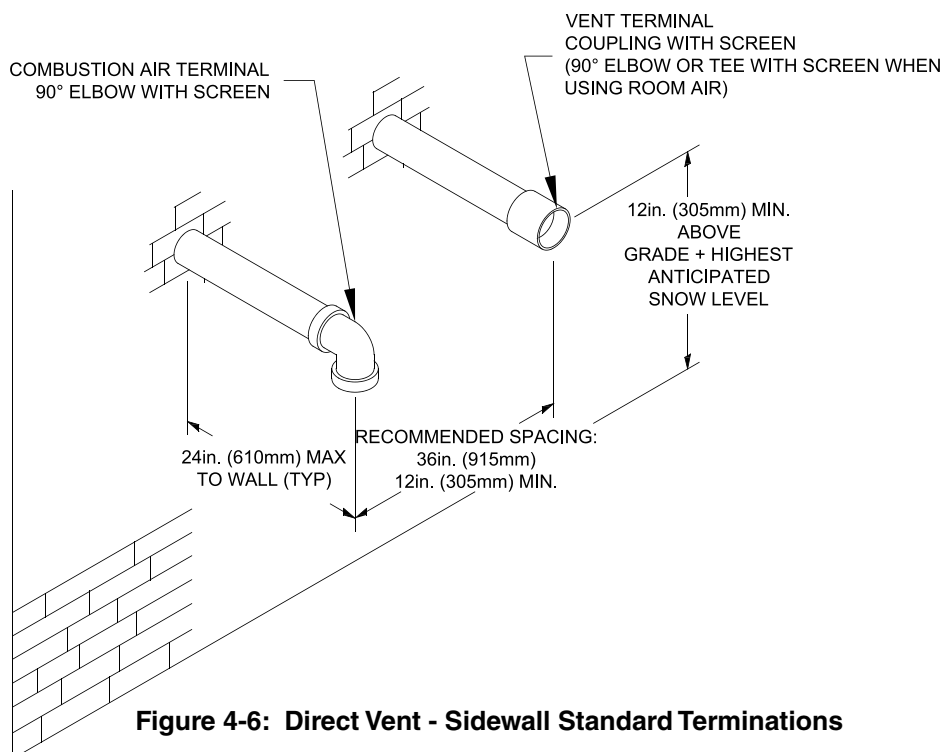 COMBUSTION AIR TERMINAL
90° ELBOW WITH SCREEN
VENT TERMINAL
COUPLING WITH SCREEN
(90° ELBOW OR TEE WITH SCREEN WHEN
USING ROOM AIR)
12in. (305mm) MIN.
ABOVE
GRADE + HIGHEST
ANTICIPATED
SNOW LEVEL
24in. (610mm) MAX
TO WALL (TYP)
RECOMMENDED SPACING:
36in. (915mm)
12in. (305mm) MIN.
Figure 4-6: Direct Vent - Sidewall Standard Terminations